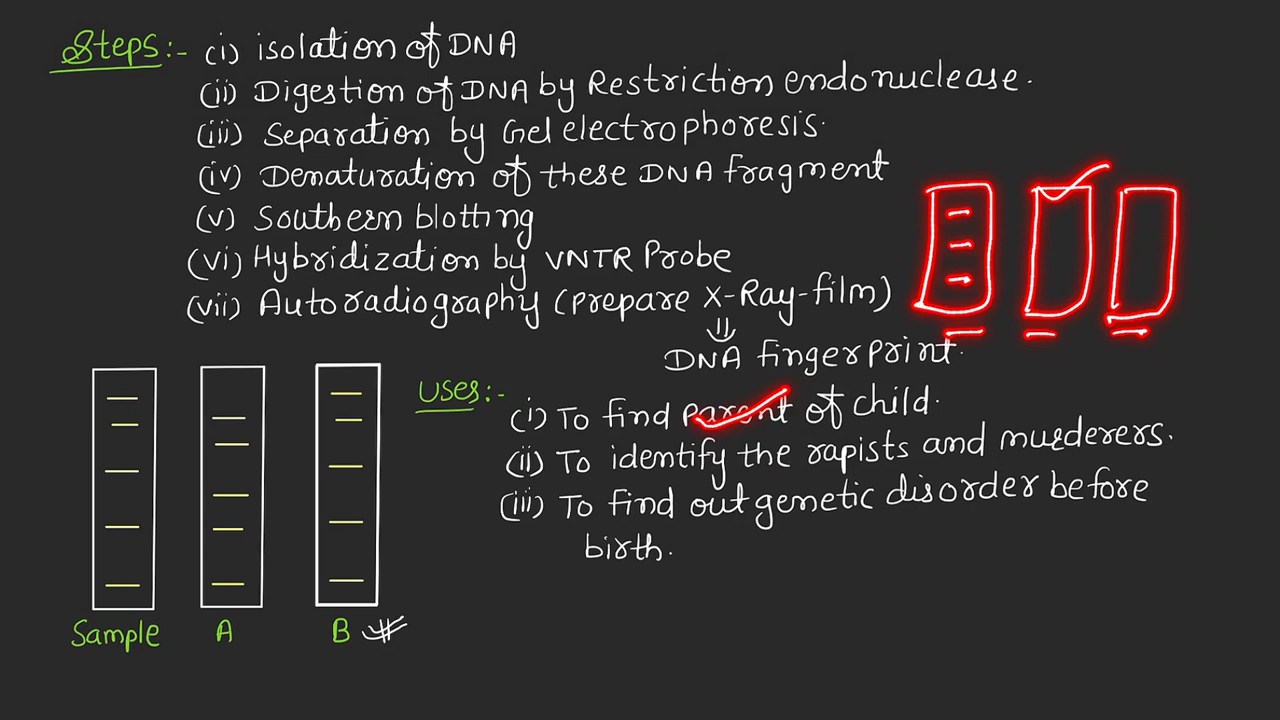 Steps:- (i) isolation of DNA
(ii) Digestion of DNA by Restriction endonuclease.
(iii) Separation by Gel electrophoresis.
(iv) Denaturation of these DNA fragment
(v) Southern blotting
(vi) Hybridization by VNTR Probe
(vii) Autoradiography (prepare X-Ray-film)
DNA fingerprint.
Uses:-
(i) To find parent of child.
(ii) To identify the rapists and murderers.
(iii) To find out genetic disorder before
birth.
Sample A B